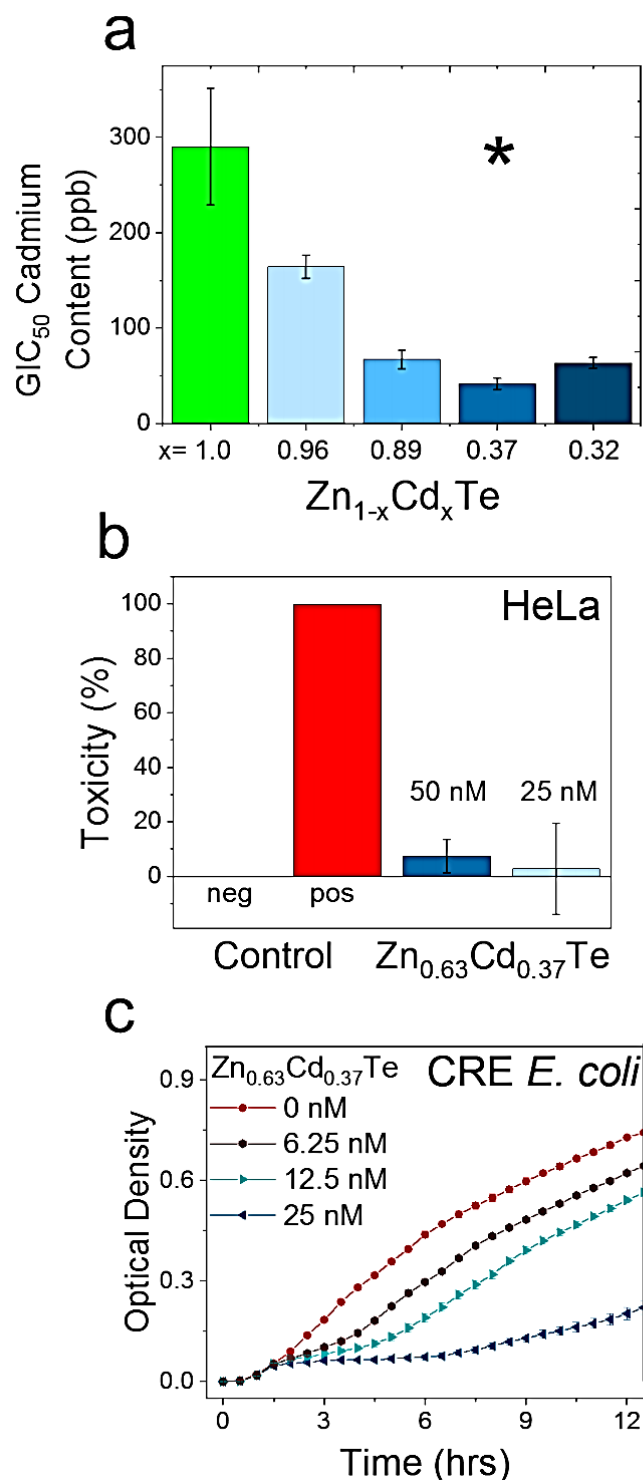 a
GIC50 Cadmium
Content (ppb)
300
200
100
0
*
x= 1.0 0.96 0.89 0.37 0.32
Zn1-xCdxTe
b
HeLa
Toxicity (%)
100
80
60
40
20
0
50 nM 25 nM
neg pos
Control Zn0.63Cd0.37Te
c
Zn0.63Cd0.37Te CRE E. coli
0 nM
6.25 nM
12.5 nM
25 nM
Optical Density
0.9
0.6
0.3
0.0
0 3 6 9 12
Time (hrs)